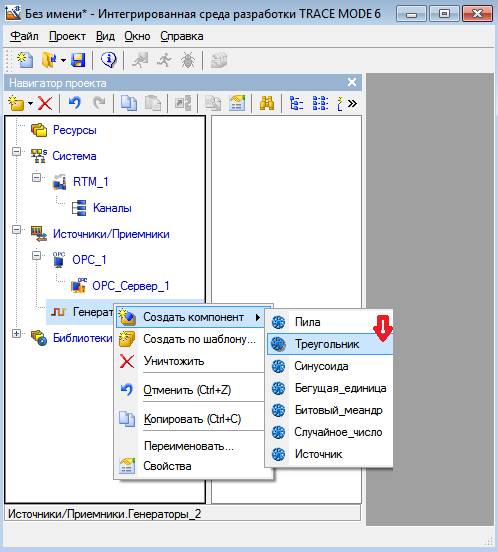 Без имени* - Интегрированная среда разработки TRACE MODE 6
Файл Проект Вид Окно Справка
Навигатор проекта
Ресурсы
Система
RTM_1
Каналы
Источники/Приемники
OPC_1
OPC_Сервер_1
Генерат
Библиотеки
Создать компонент
Создать по шаблону...
Уничтожить
Отменить (Ctrl+Z)
Копировать (Ctrl+C)
Переименовать...
Свойства
Пила
Треугольник
Синусоида
Бегущая_единица
Битовый_меандр
Случайное_число
Источник
Источники/Приемники.Генераторы_2